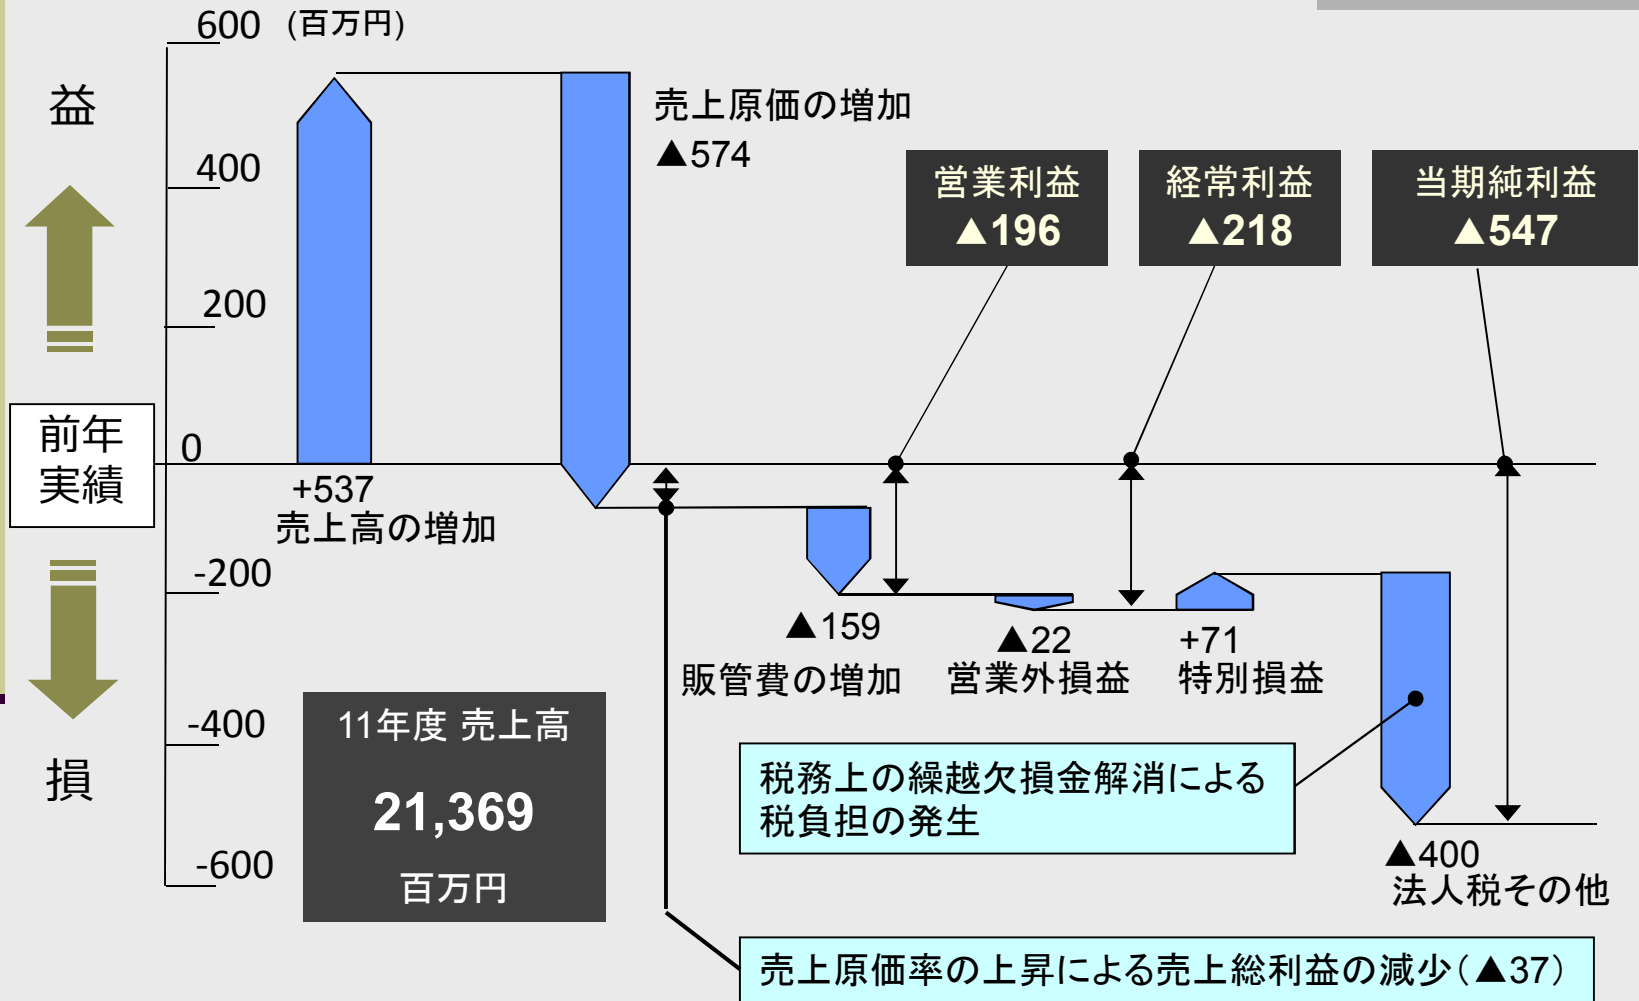 600 (百万円)
益
売上原価の増加
▲574
400
営業利益
▲196
経常利益
▲218
当期純利益
▲547
200
前年
実績
0
+537
売上高の増加
-200
▲159
販管費の増加
▲22
営業外損益
+71
特別損益
-400
損
11年度 売上高
21,369
百万円
税務上の繰越欠損金解消による
税負担の発生
-600
▲400
法人税その他
売上原価率の上昇による売上総利益の減少(▲37)